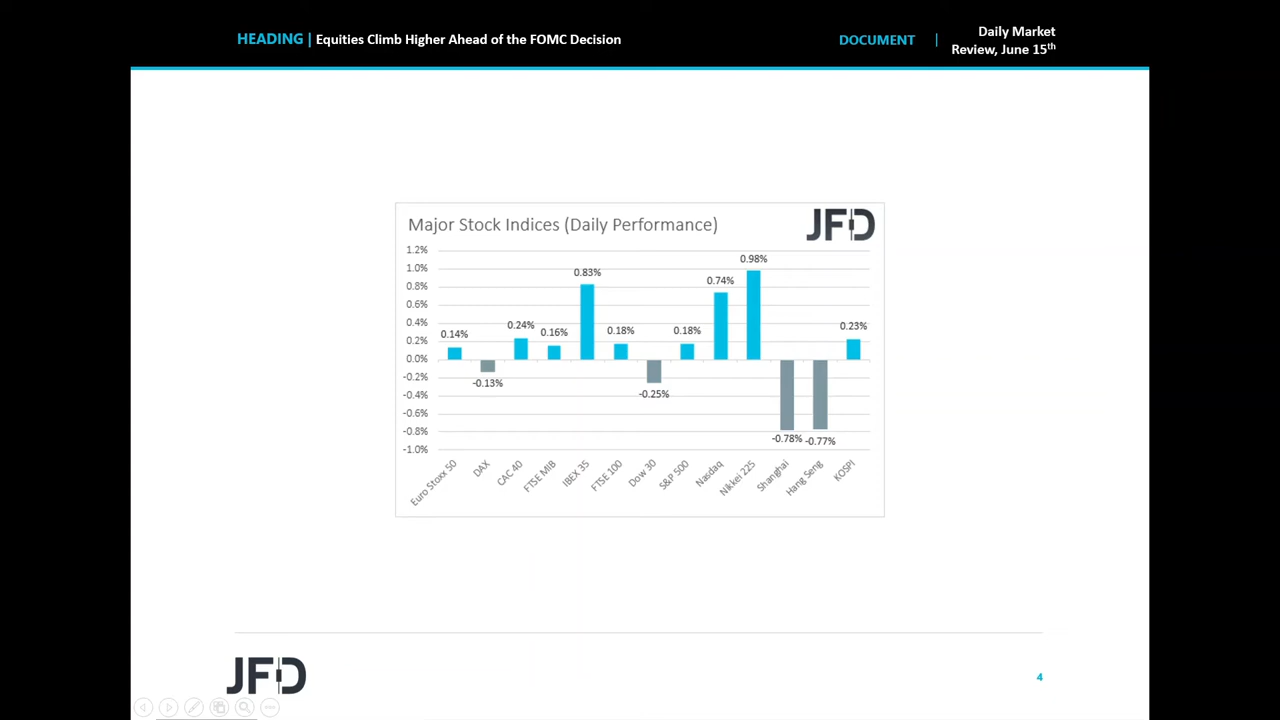 HEADING | Equities Climb Higher Ahead of the FOMC Decision
DOCUMENT | Daily Market
Review, June 15th
Major Stock Indices (Daily Performance)
JFD
1.2%
1.0%
0.8%
0.6%
0.4%
0.2%
0.0%
-0.2%
-0.4%
-0.6%
-0.8%
-1.0%
0.14%
-0.13%
0.24%
0.16%
0.83%
0.18%
-0.25%
0.18%
0.74%
0.98%
-0.78%
-0.77%
0.23%
Euro Stoxx 50
DAX
CAC 40
FTSE MIB
IBEX 35
FTSE 100
Dow 30
S&P 500
Nasdaq
Nikkei 225
Shanghai
Hang Seng
KOSPI
JFD
4